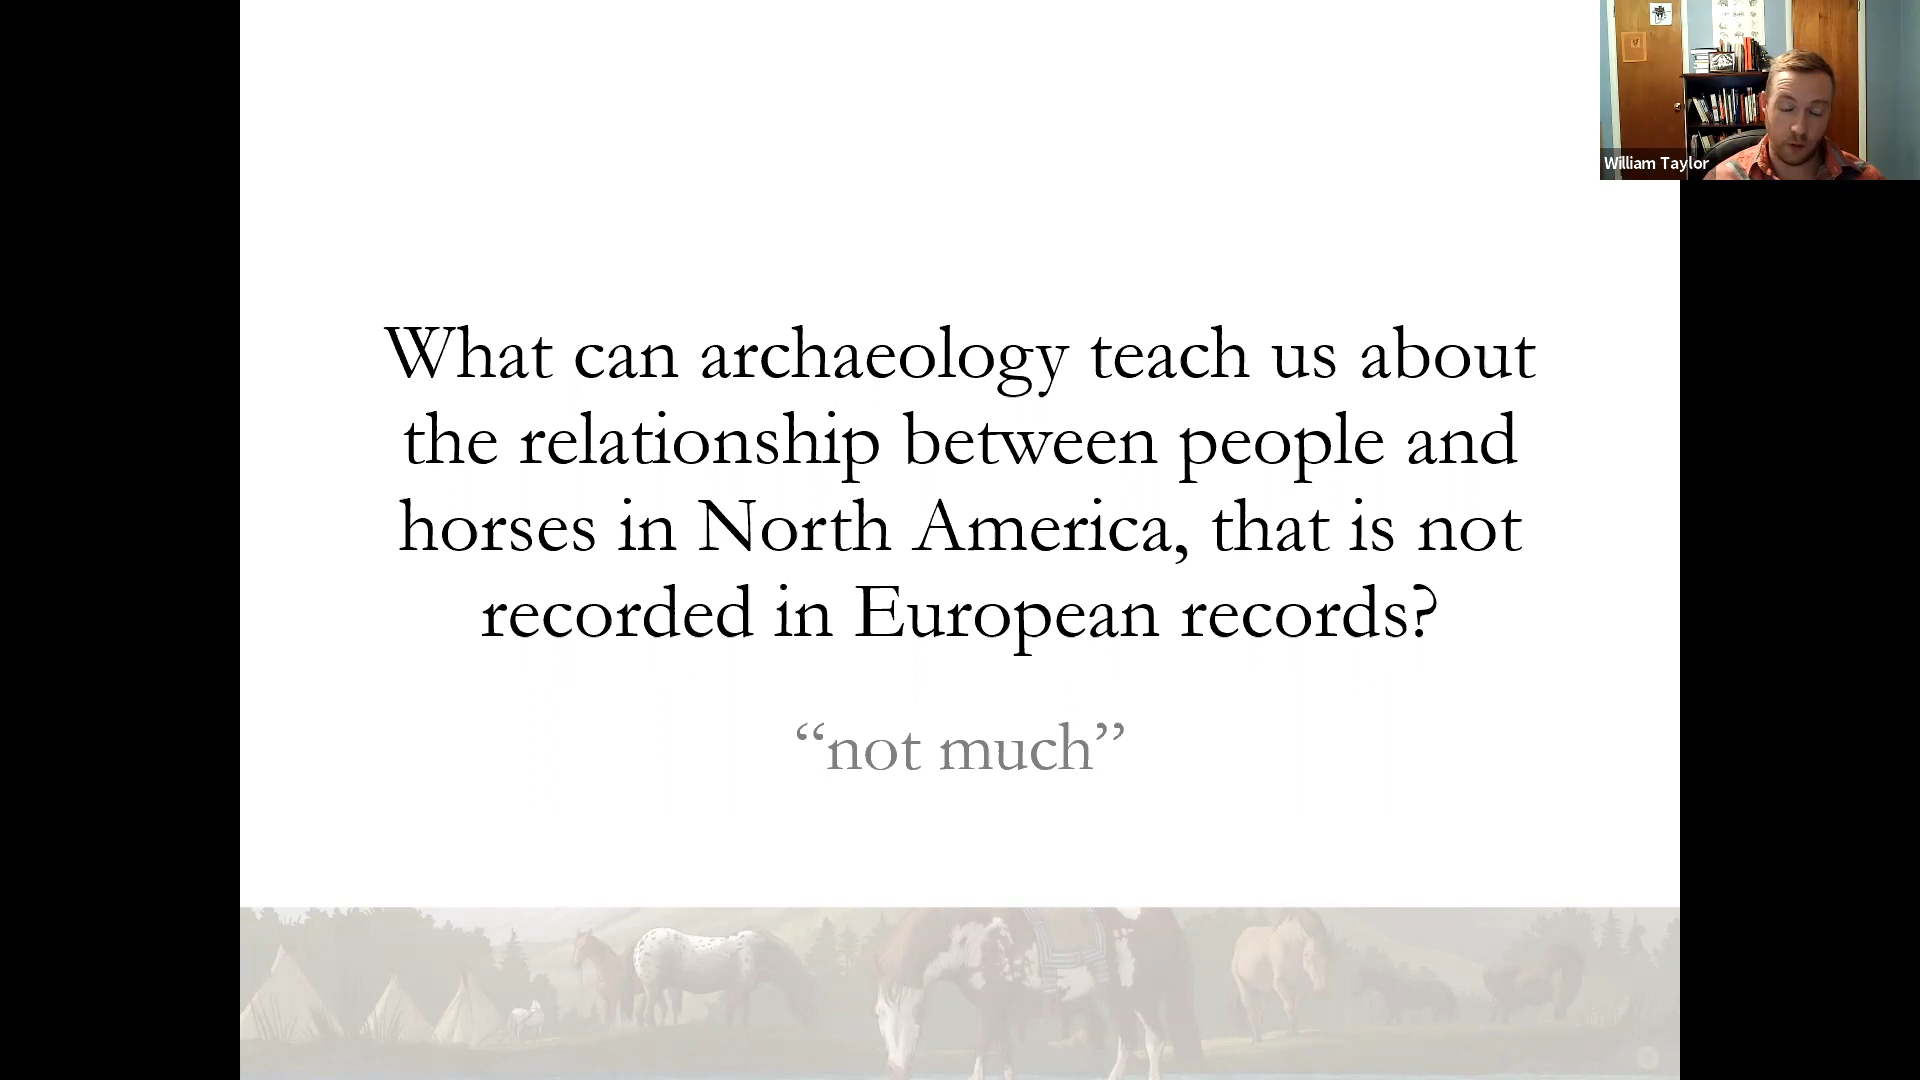 William Taylor
What can archaeology teach us about
the relationship between people and
horses in North America, that is not
recorded in European records?
“not much”